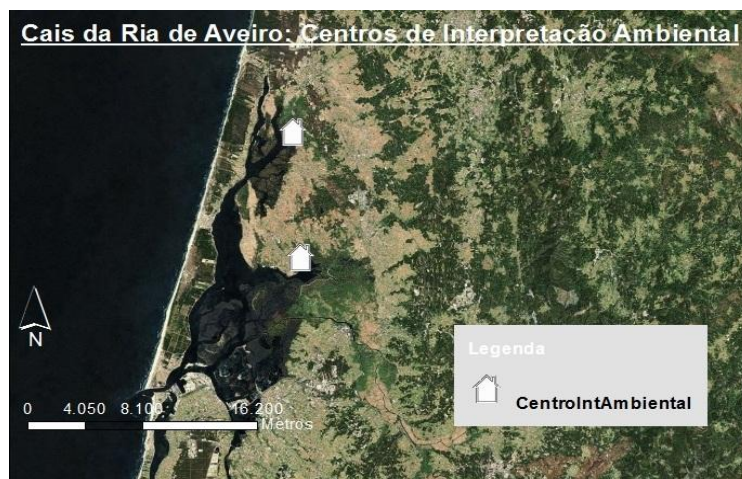 Cais da Ria de Aveiro: Centros de Interpretação Ambiental
N
0 4.050 8.100 16.200
Metros
Legenda
CentroIntAmbiental